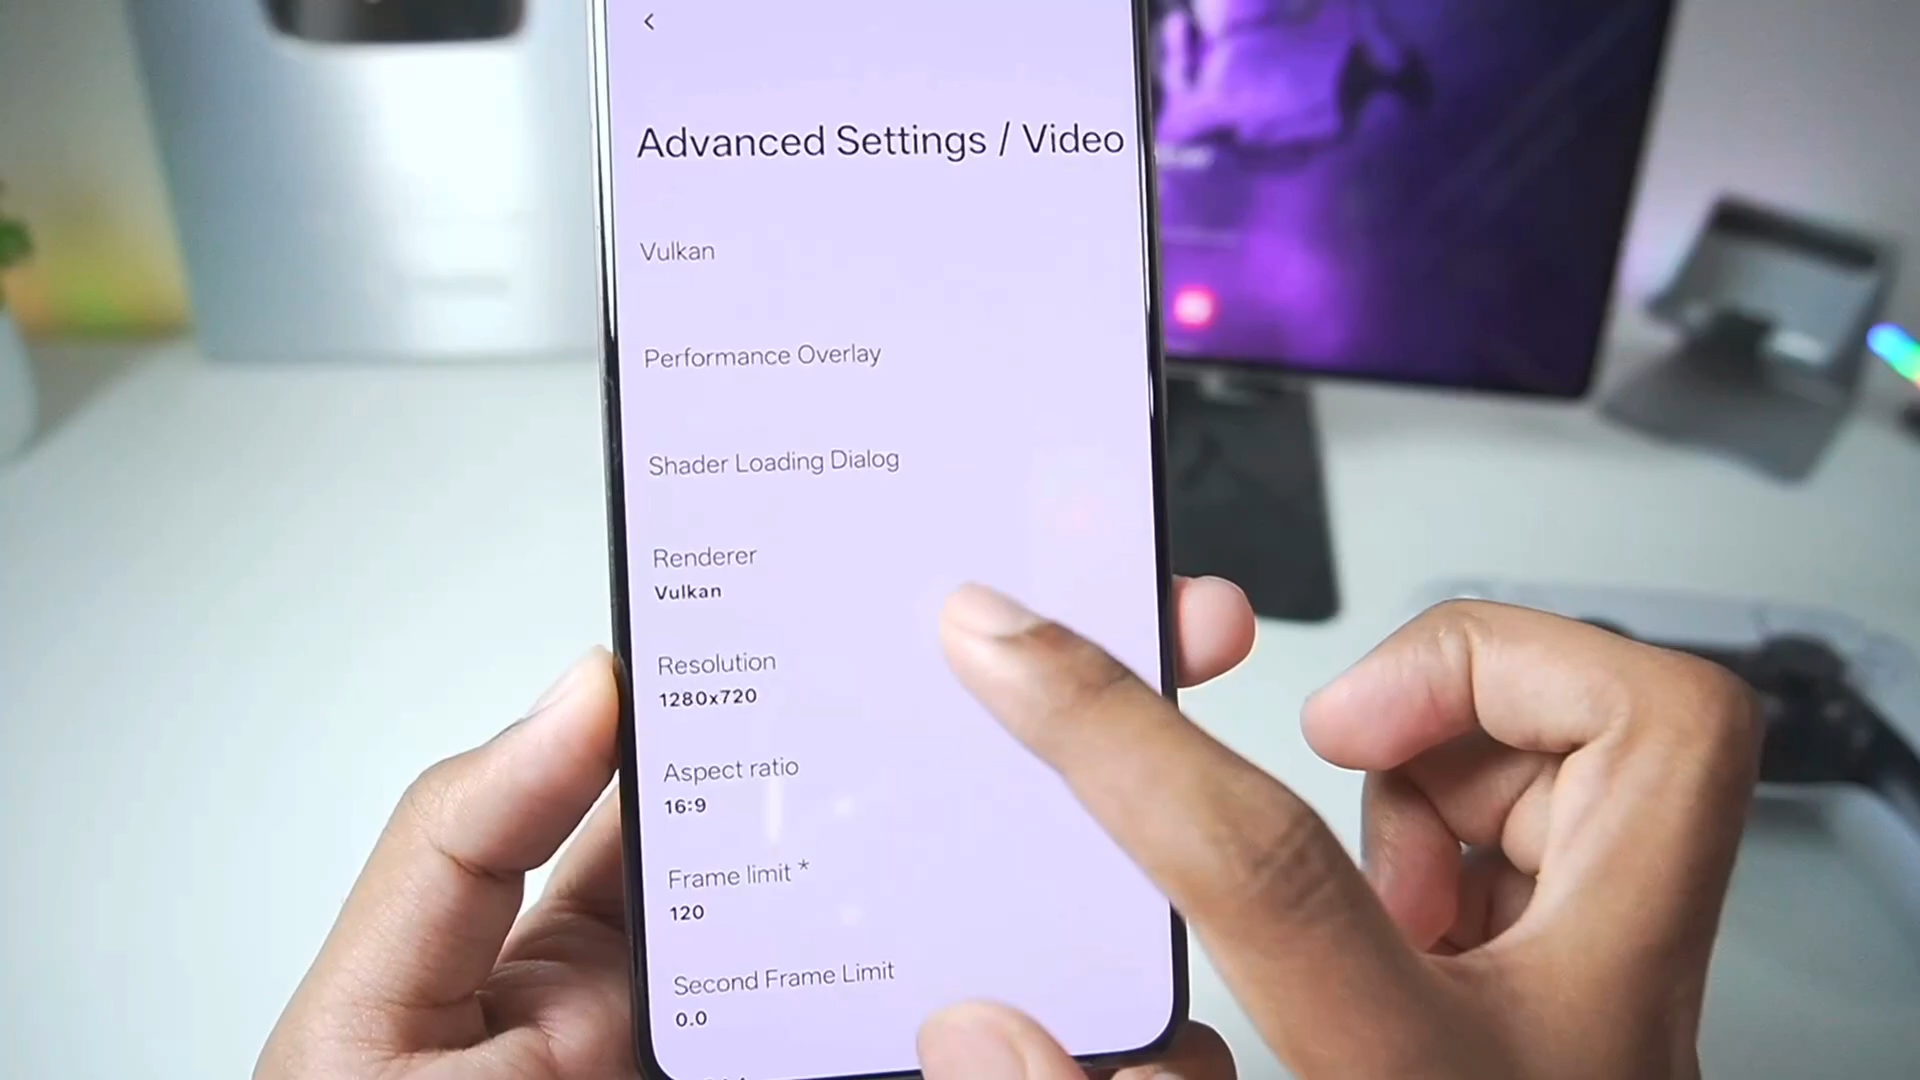 Advanced Settings / Video
Vulkan
Performance Overlay
Shader Loading Dialog
Renderer
Vulkan
Resolution
1280x720
Aspect ratio
16:9
Frame limit *
120
Second Frame Limit
0.0